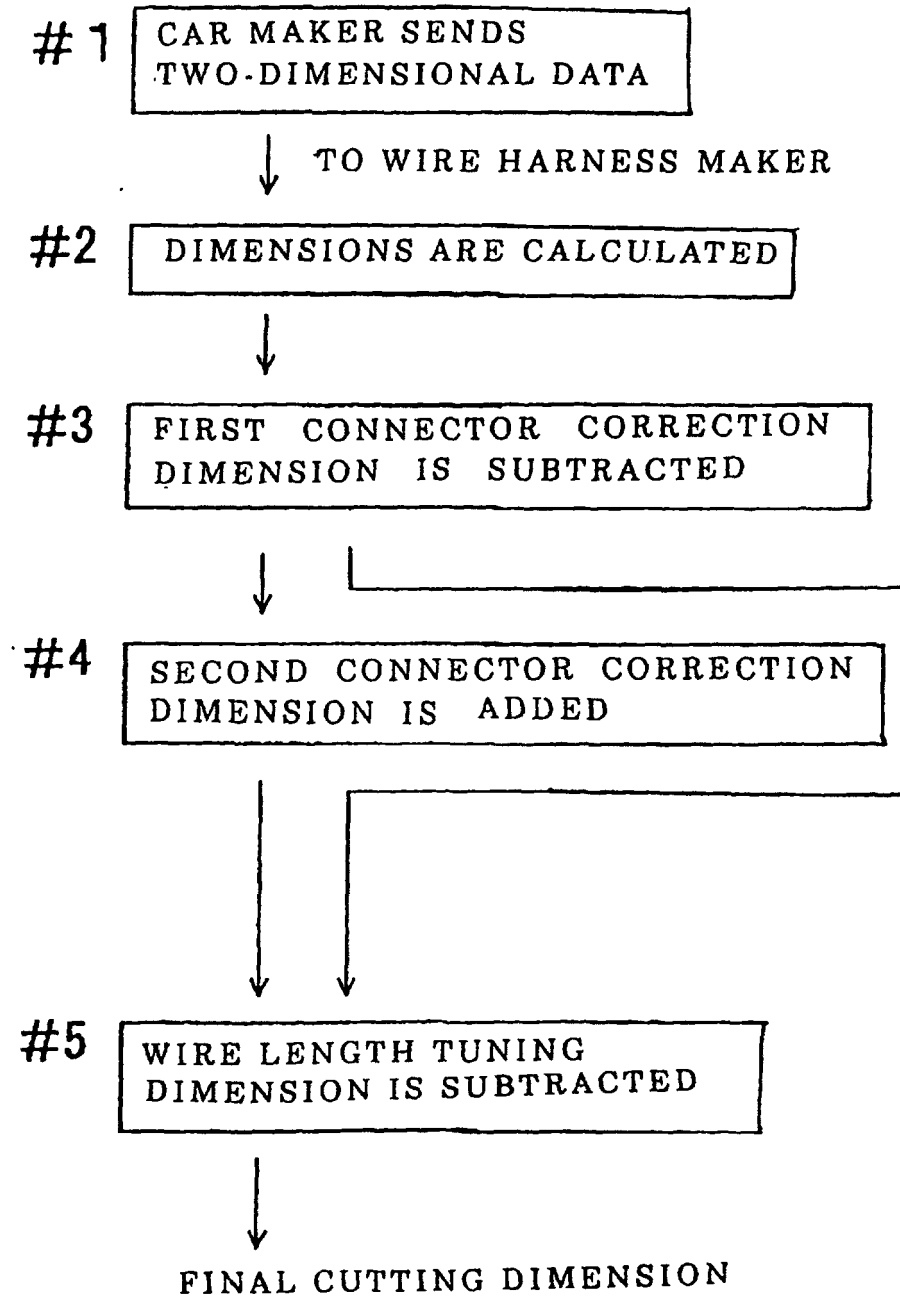 #1
CAR MAKER SENDS
TWO-DIMENSIONAL DATA
TO WIRE HARNESS MAKER
#2
DIMENSIONS ARE CALCULATED
#3
FIRST CONNECTOR CORRECTION
DIMENSION IS SUBTRACTED
#4
SECOND CONNECTOR CORRECTION
DIMENSION IS ADDED
#5
WIRE LENGTH TUNING
DIMENSION IS SUBTRACTED
FINAL CUTTING DIMENSION